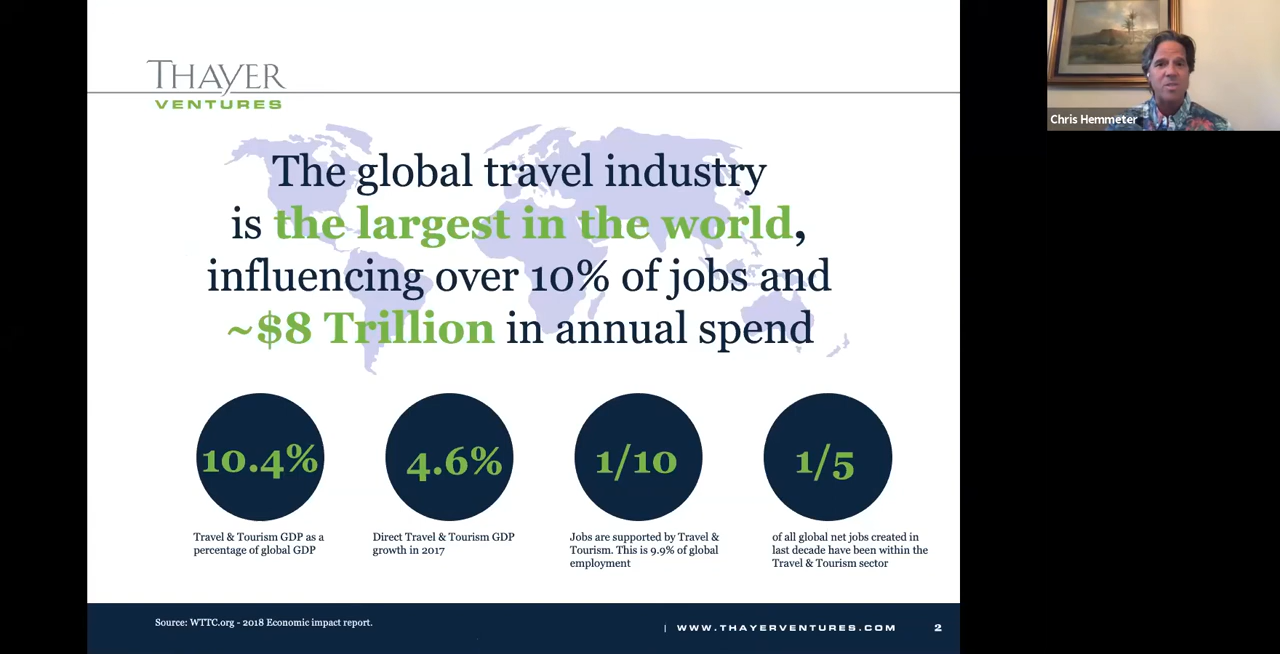 THAYER
VENTURES
Chris Hemmeter
The global travel industry
is the largest in the world,
influencing over 10% of jobs and
~$8 Trillion in annual spend
10.4%
4.6%
1/10
1/5
Travel & Tourism GDP as a
percentage of global GDP
Direct Travel & Tourism GDP
growth in 2017
Jobs are supported by Travel &
Tourism. This is 9.9% of global
employment
of all global net jobs created in
last decade have been within the
Travel & Tourism sector
Source: WTTC.org - 2018 Economic impact report.
| WWW.THAYERVENTURES.COM 2